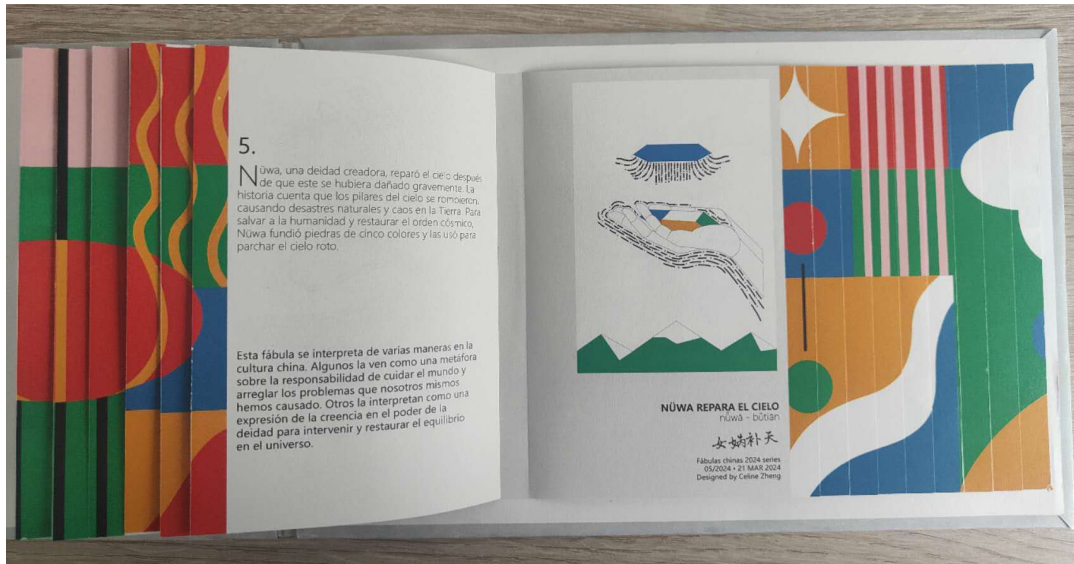 5.
Nüwa, una deidad creadora, reparó el cielo después
de que este se hubiera dañado gravemente. La
historia cuenta que los pilares del cielo se rompieron,
causando desastres naturales y caos en la Tierra. Para
salvar a la humanidad y restaurar el orden cósmico,
Nüwa fundió piedras de cinco colores y las usó para
parchar el cielo roto.
Esta fábula se interpreta de varias maneras en la
cultura china. Algunos la ven como una metáfora
sobre la responsabilidad de cuidar el mundo y
arreglar los problemas que nosotros mismos
hemos causado. Otros la interpretan como una
expresión de la creencia en el poder de la
deidad para intervenir y restaurar el equilibrio
en el universo.
NÜWA REPARA EL CIELO
nǚwā - bǔtiān
女娲补天
Fábulas chinas 2024 series
05/2024 • 21 MAR 2024
Designed by Celine Zheng